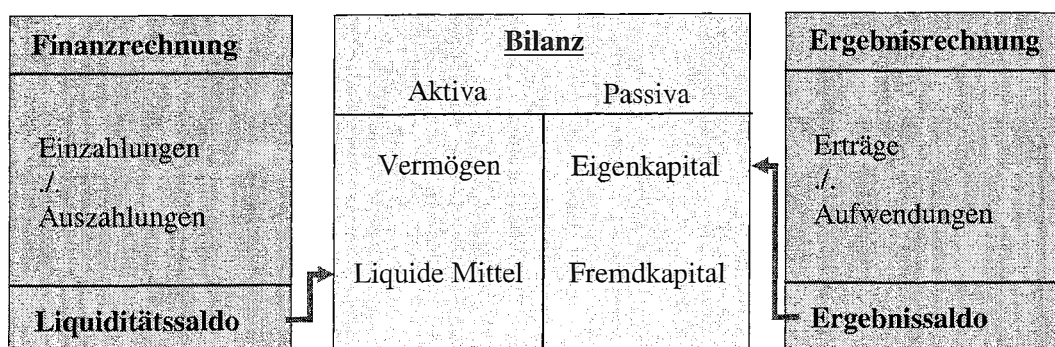 Finanzrechnung
Einzahlungen
./.
Auszahlungen
Liquiditätssaldo
Bilanz
Aktiva Passiva
Vermögen Eigenkapital
Liquide Mittel Fremdkapital
Ergebnisrechnung
Erträge
./.
Aufwendungen
Ergebnissaldo